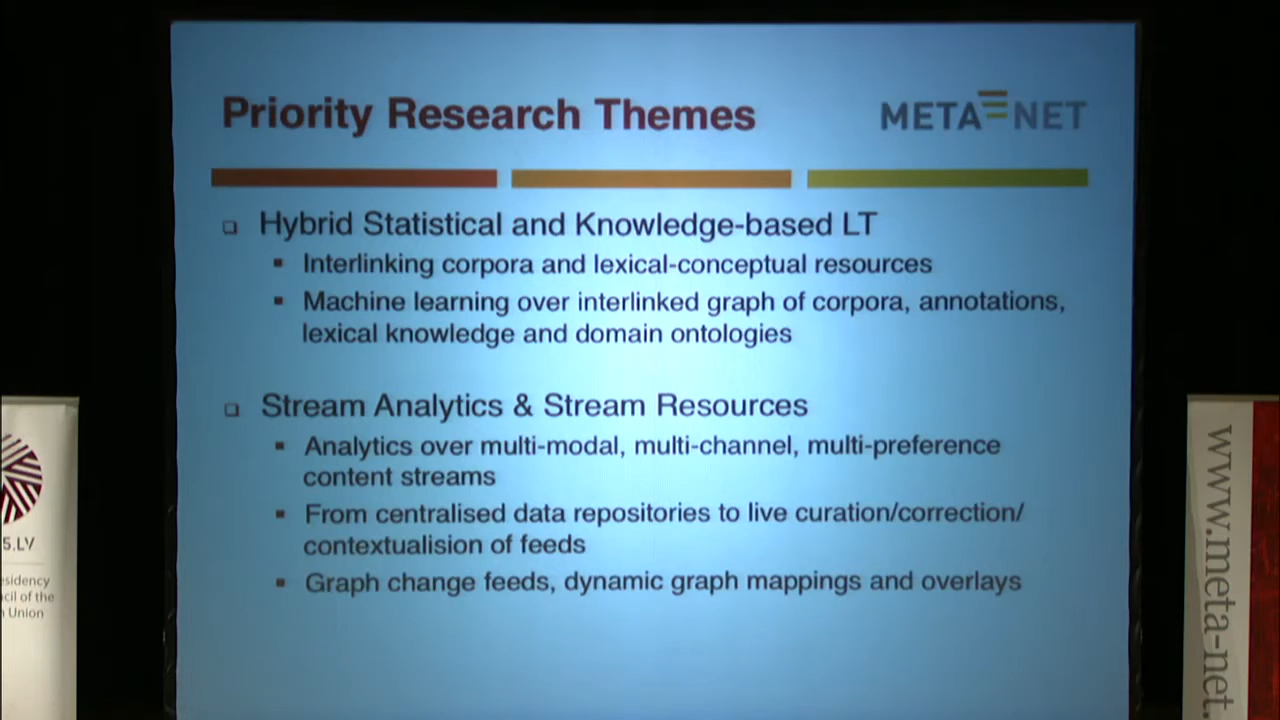 Priority Research Themes
META NET
Hybrid Statistical and Knowledge-based LT
Interlinking corpora and lexical-conceptual resources
Machine learning over interlinked graph of corpora, annotations,
lexical knowledge and domain ontologies
Stream Analytics & Stream Resources
Analytics over multi-modal, multi-channel, multi-preference
content streams
From centralised data repositories to live curation/correction/
contextualision of feeds
Graph change feeds, dynamic graph mappings and overlays
5.LV
esidency
cil of the
Union
www.meta-net.